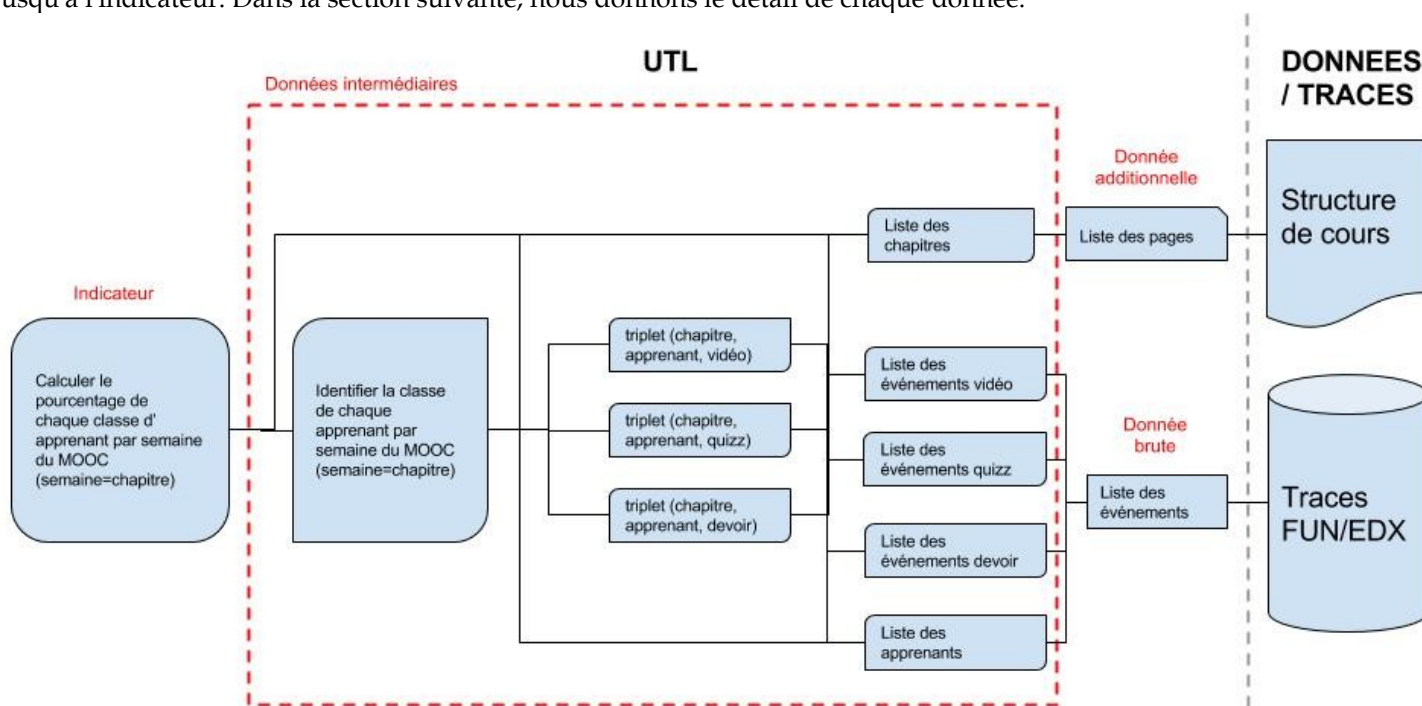 usqu'à l'indicateur. Dans la section suivante, nous donnons le détail de chaque donnée.
UTL
DONNEES
/ TRACES
Données intermédiaires
Donnée
additionnelle
Structure
de cours
Liste des
chapitres
Liste des pages
Indicateur
Calculer le
pourcentage de
chaque classe d'
apprenant par semaine
du MOOC
(semaine=chapitre)
Identifier la classe
de chaque
apprenant par
semaine du MOOC
(semaine=chapitre)
triplet (chapitre,
apprenant, vidéo)
triplet (chapitre,
apprenant, quizz)
triplet (chapitre,
apprenant, devoir)
Liste des
événements vidéo
Liste des
événements quizz
Liste des
événements devoir
Liste des
apprenants
Donnée
brute
Liste des
événements
Traces
FUN/EDX